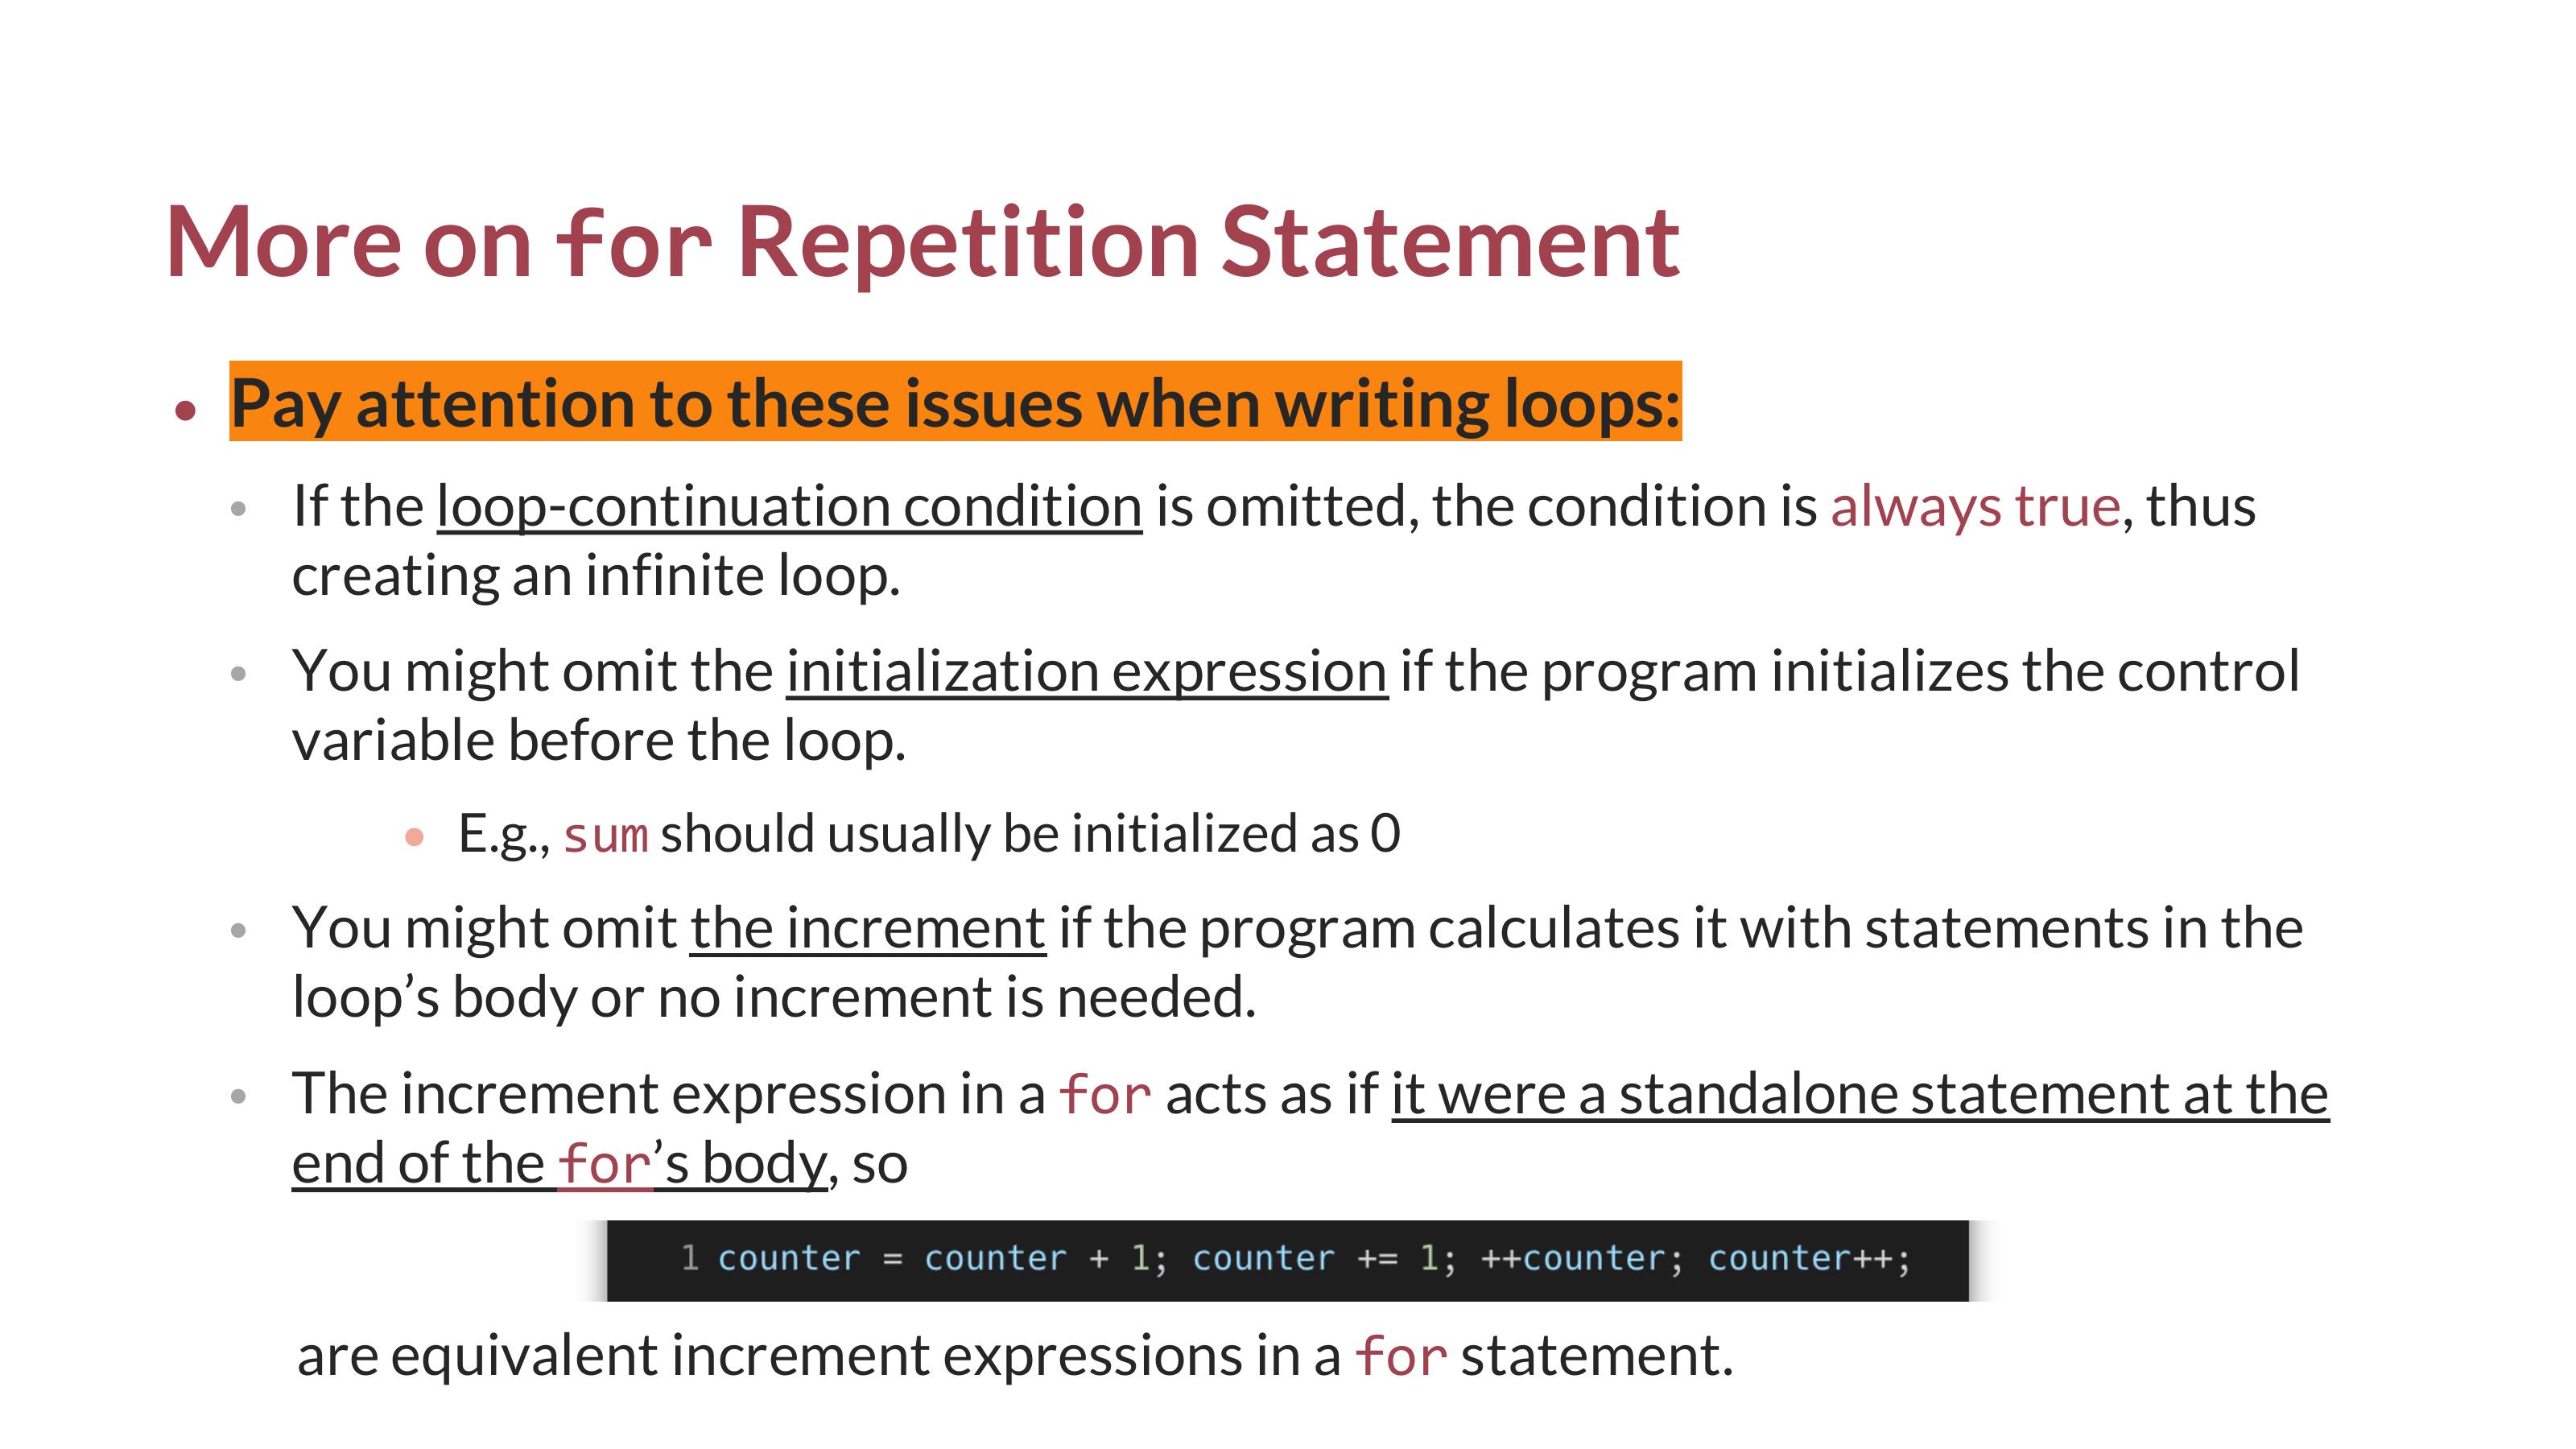 More on for Repetition Statement
• Pay attention to these issues when writing loops:
• If the loop-continuation condition is omitted, the condition is always true, thus
creating an infinite loop.
• You might omit the initialization expression if the program initializes the control
variable before the loop.
• E.g., sum should usually be initialized as 0
• You might omit the increment if the program calculates it with statements in the
loop’s body or no increment is needed.
• The increment expression in a for acts as if it were a standalone statement at the
end of the for’s body, so
1 counter = counter + 1; counter += 1; ++counter; counter++;
are equivalent increment expressions in a for statement.